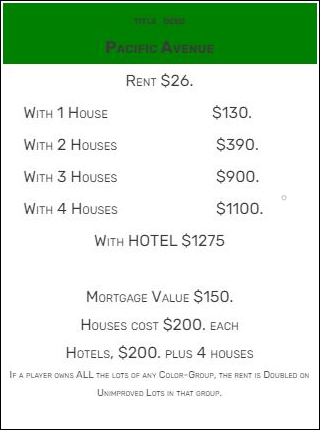 Title Deed
Pacific Avenue
Rent $26.
With 1 House $130.
With 2 Houses $390.
With 3 Houses $900.
With 4 Houses $1100.
With HOTEL $1275
Mortgage Value $150.
Houses cost $200. each
Hotels, $200. plus 4 houses
If a player owns ALL the lots of any Color-Group, the rent is Doubled on
Unimproved Lots in that group.